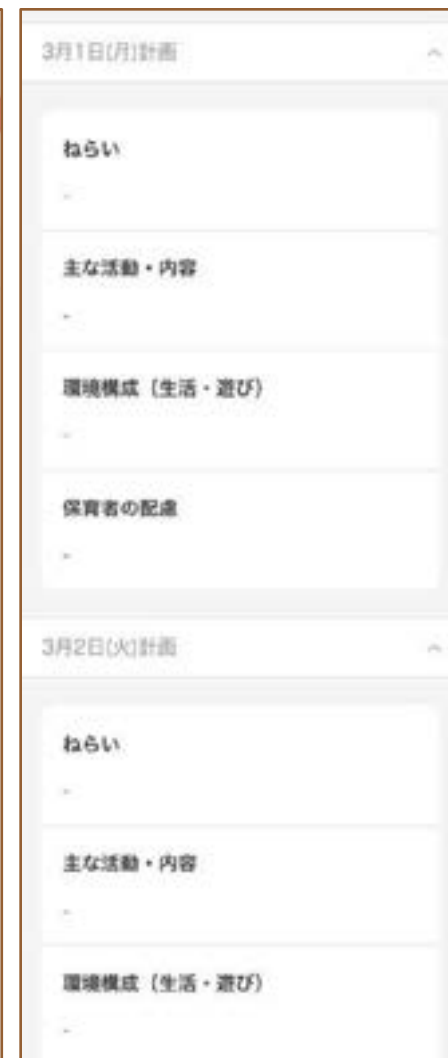 3月1日(月)計画
ねらい
-
主な活動・内容
-
環境構成（生活・遊び）
-
保育者の配慮
-
3月2日(火)計画
ねらい
-
主な活動・内容
-
環境構成（生活・遊び）
-